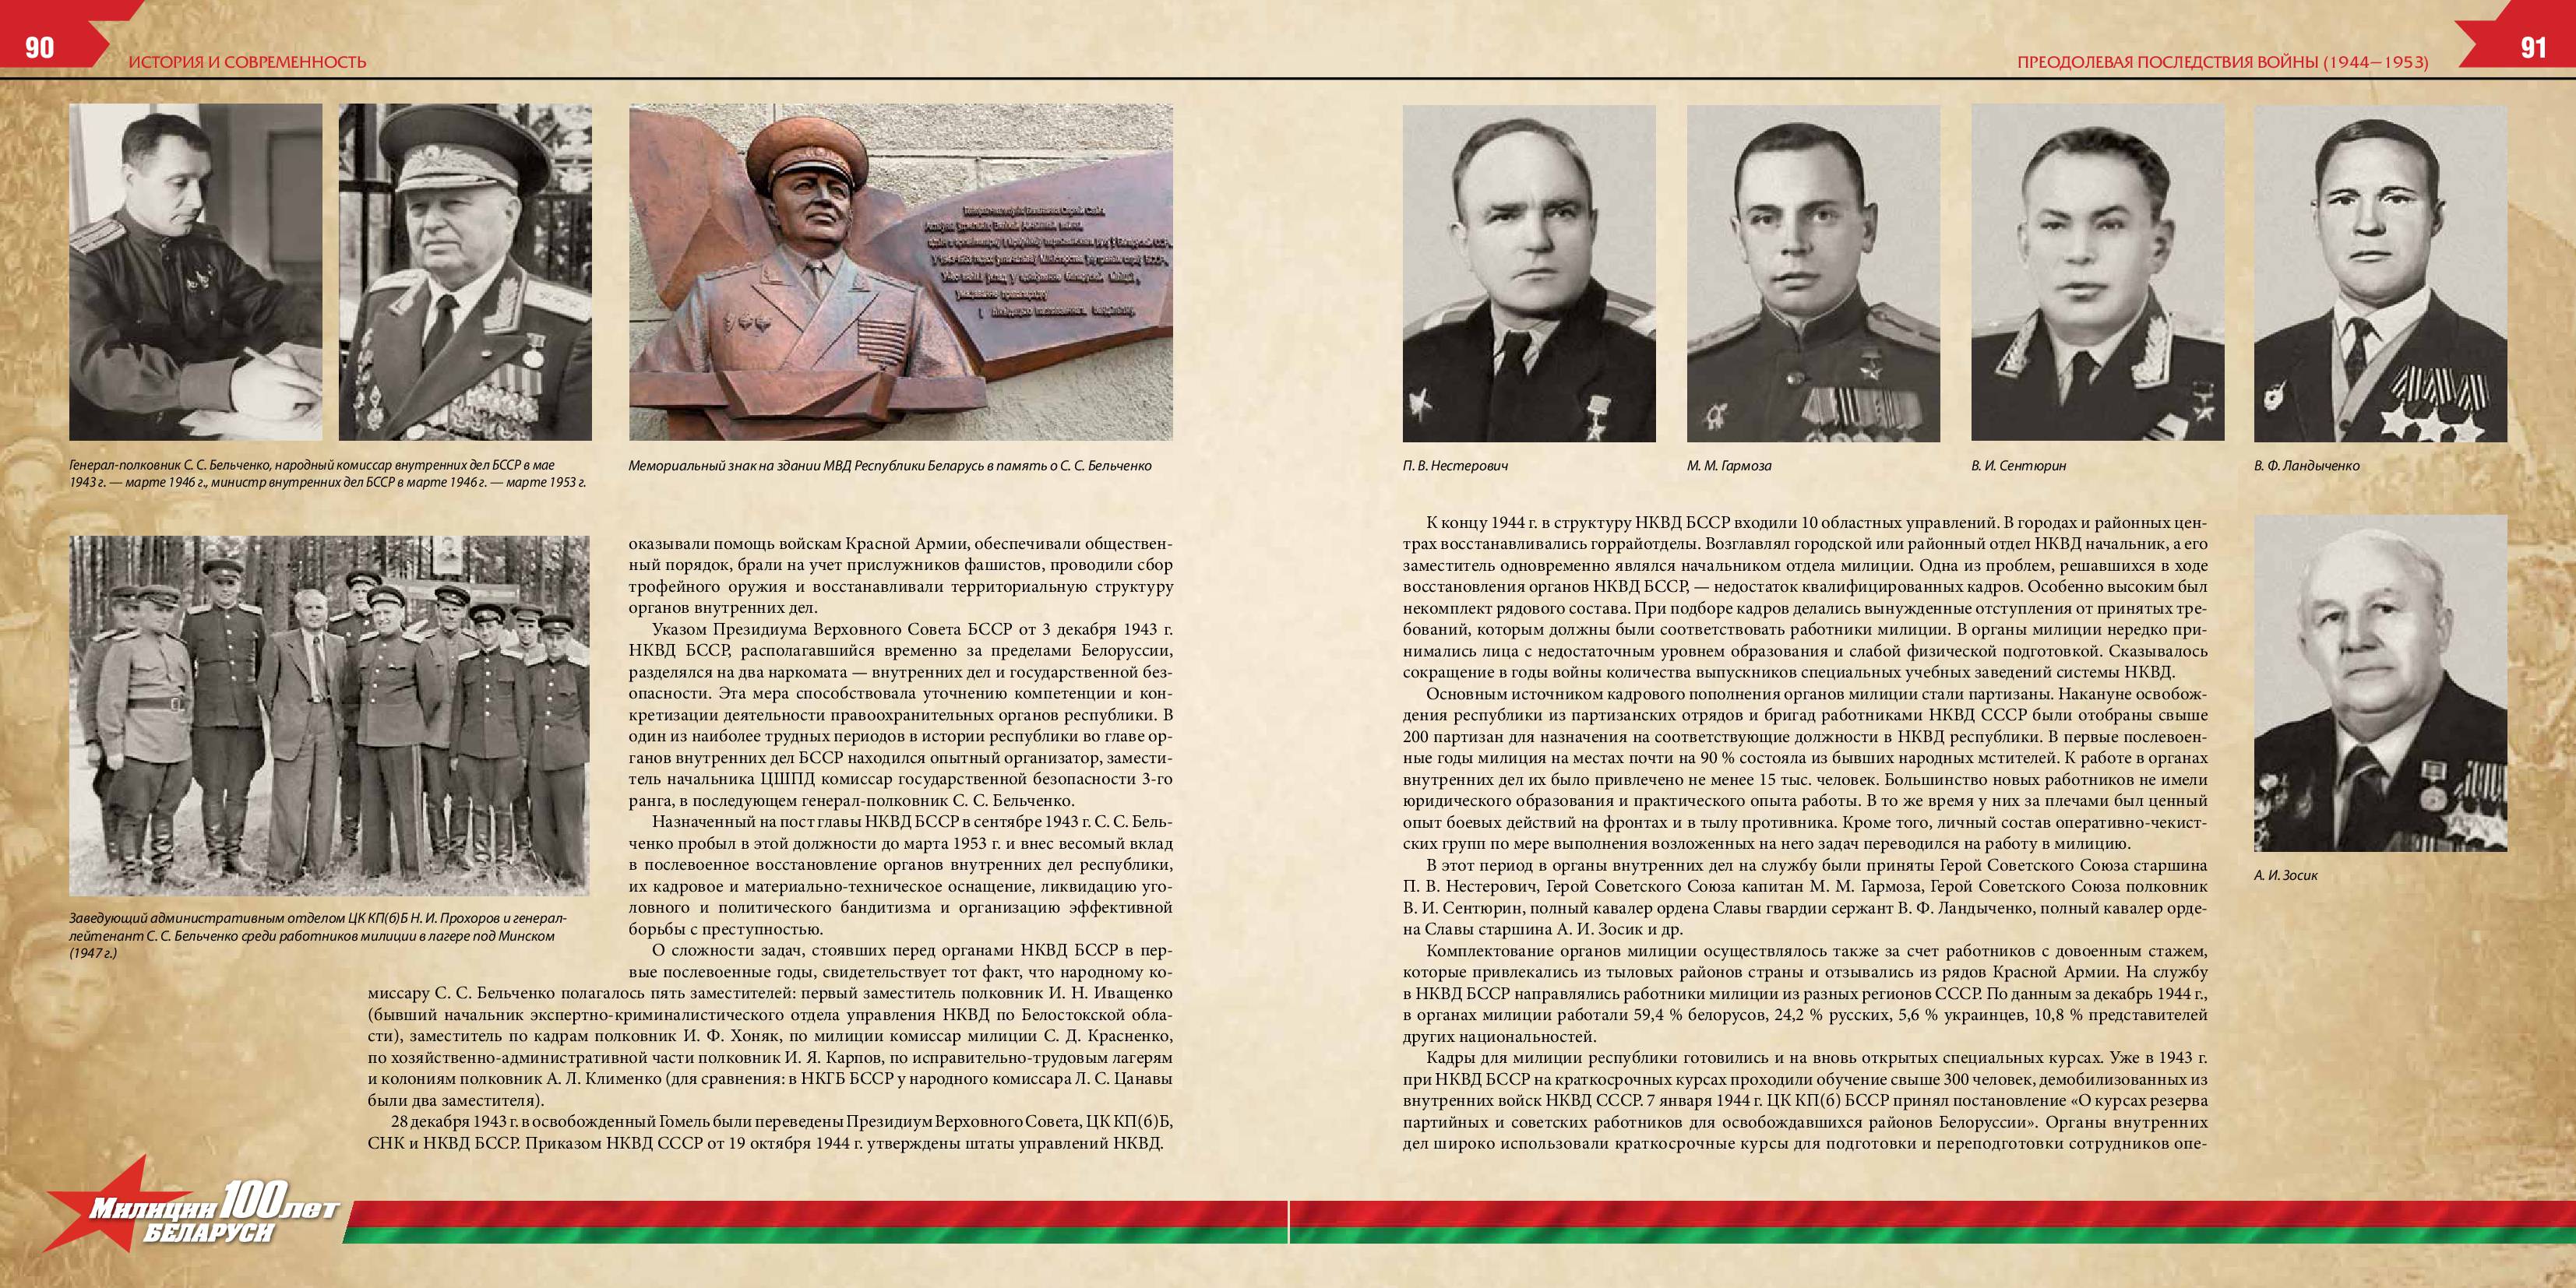 90
ИСТОРИЯ И СОВРЕМЕННОСТЬ
Генерал-полковник С. С. Бельченко, народный комиссар внутренних дел БССР в мае
1943 г. — марте 1946 г., министр внутренних дел БССР в марте 1946 г. — марте 1953 г.
Мемориальный знак на здании МВД Республики Беларусь в память о С. С. Бельченко
Заведующий административным отделом ЦК КП(б)Б Н. И. Прохоров и генерал-
лейтенант С. С. Бельченко среди работников милиции в лагере под Минском
(1947 г.)
оказывали помощь войскам Красной Армии, обеспечивали обществен-
ный порядок, брали на учет прислужников фашистов, проводили сбор
трофейного оружия и восстанавливали территориальную структуру
органов внутренних дел.
Указом Президиума Верховного Совета БССР от 3 декабря 1943 г.
НКВД БССР, располагавшийся временно за пределами Белоруссии,
разделялся на два наркомата — внутренних дел и государственной без-
опасности. Эта мера способствовала уточнению компетенции и кон-
кретизации деятельности правоохранительных органов республики. В
один из наиболее трудных периодов в истории республики во главе ор-
ганов внутренних дел БССР находился опытный организатор, замести-
тель начальника ЦШПД комиссар государственной безопасности 3-го
ранга, в последующем генерал-полковник С. С. Бельченко.
Назначенный на пост главы НКВД БССР в сентябре 1943 г. С. С. Бель-
ченко пробыл в этой должности до марта 1953 г. и внес весомый вклад
в послевоенное восстановление органов внутренних дел республики,
их кадровое и материально-техническое оснащение, ликвидацию уго-
ловного и политического бандитизма и организацию эффективной
борьбы с преступностью.
О сложности задач, стоявших перед органами НКВД БССР в пер-
вые послевоенные годы, свидетельствует тот факт, что народному ко-
миссару С. С. Бельченко полагалось пять заместителей: первый заместитель полковник И. Н. Иващенко
(бывший начальник экспертно-криминалистического отдела управления НКВД по Белостокской обла-
сти), заместитель по кадрам полковник И. Ф. Хоняк, по милиции комиссар милиции С. Д. Красненко,
по хозяйственно-административной части полковник И. Я. Карпов, по исправительно-трудовым лагерям
и колониям полковник А. Л. Клименко (для сравнения: в НКГБ БССР у народного комиссара Л. С. Цанавы
были два заместителя).
28 декабря 1943 г. в освобожденный Гомель были переведены Президиум Верховного Совета, ЦК КП(б)Б,
СНК и НКВД БССР. Приказом НКВД СССР от 19 октября 1944 г. утверждены штаты управлений НКВД.
Милиции 100 лет
БЕЛАРУСИ
91
ПРЕОДОЛЕВАЯ ПОСЛЕДСТВИЯ ВОЙНЫ (1944—1953)
П. В. Нестерович
М. М. Гармоза
В. И. Сентюрин
В. Ф. Ландыченко
К концу 1944 г. в структуру НКВД БССР входили 10 областных управлений. В городах и районных цен-
трах восстанавливались горрайотделы. Возглавлял городской или районный отдел НКВД начальник, а его
заместитель одновременно являлся начальником отдела милиции. Одна из проблем, решавшихся в ходе
восстановления органов НКВД БССР, — недостаток квалифицированных кадров. Особенно высоким был
некомплект рядового состава. При подборе кадров делались вынужденные отступления от принятых тре-
бований, которым должны были соответствовать работники милиции. В органы милиции нередко при-
нимались лица с недостаточным уровнем образования и слабой физической подготовкой. Сказывалось
сокращение в годы войны количества выпускников специальных учебных заведений системы НКВД.
Основным источником кадрового пополнения органов милиции стали партизаны. Накануне освобож-
дения республики из партизанских отрядов и бригад работниками НКВД СССР были отобраны свыше
200 партизан для назначения на соответствующие должности в НКВД республики. В первые послевоен-
ные годы милиция на местах почти на 90 % состояла из бывших народных мстителей. К работе в органах
внутренних дел их было привлечено не менее 15 тыс. человек. Большинство новых работников не имели
юридического образования и практического опыта работы. В то же время у них за плечами был ценный
опыт боевых действий на фронтах и в тылу противника. Кроме того, личный состав оперативно-чекист-
ских групп по мере выполнения возложенных на него задач переводился на работу в милицию.
В этот период в органы внутренних дел на службу были приняты Герой Советского Союза старшина
П. В. Нестерович, Герой Советского Союза капитан М. М. Гармоза, Герой Советского Союза полковник
В. И. Сентюрин, полный кавалер ордена Славы гвардии сержант В. Ф. Ландыченко, полный кавалер орде-
на Славы старшина А. И. Зосик и др.
Комплектование органов милиции осуществлялось также за счет работников с довоенным стажем,
которые привлекались из тыловых районов страны и отзывались из рядов Красной Армии. На службу
в НКВД БССР направлялись работники милиции из разных регионов СССР. По данным за декабрь 1944 г.,
в органах милиции работали 59,4 % белорусов, 24,2 % русских, 5,6 % украинцев, 10,8 % представителей
других национальностей.
Кадры для милиции республики готовились и на вновь открытых специальных курсах. Уже в 1943 г.
при НКВД БССР на краткосрочных курсах проходили обучение свыше 300 человек, демобилизованных из
внутренних войск НКВД СССР. 7 января 1944 г. ЦК КП(б) БССР принял постановление «О курсах резерва
партийных и советских работников для освобождавшихся районов Белоруссии». Органы внутренних
дел широко использовали краткосрочные курсы для подготовки и переподготовки сотрудников опе-
А. И. Зосик